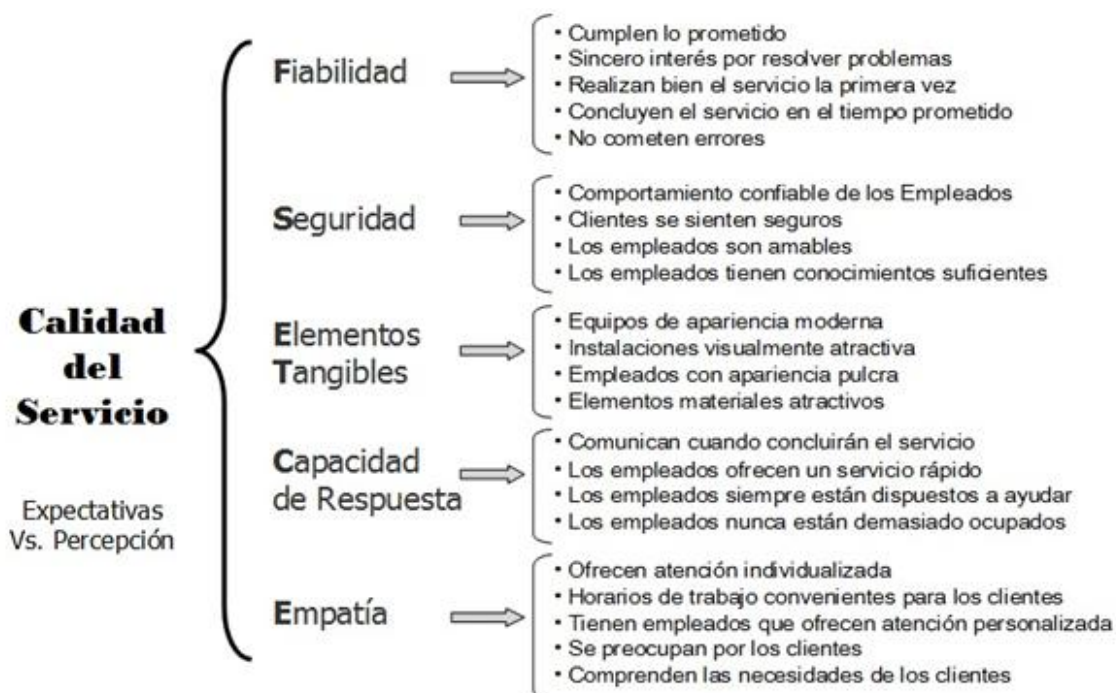 Calidad
del
Servicio
Expectativas
Vs. Percepción
Fiabilidad
• Cumplen lo prometido
• Sincero interés por resolver problemas
• Realizan bien el servicio la primera vez
• Concluyen el servicio en el tiempo prometido
• No cometen errores
Seguridad
• Comportamiento confiable de los Empleados
• Clientes se sienten seguros
• Los empleados son amables
• Los empleados tienen conocimientos suficientes
Elementos
Tangibles
• Equipos de apariencia moderna
• Instalaciones visualmente atractiva
• Empleados con apariencia pulcra
• Elementos materiales atractivos
Capacidad
de Respuesta
• Comunican cuando concluirán el servicio
• Los empleados ofrecen un servicio rápido
• Los empleados siempre están dispuestos a ayudar
• Los empleados nunca están demasiado ocupados
Empatía
• Ofrecen atención individualizada
• Horarios de trabajo convenientes para los clientes
• Tienen empleados que ofrecen atención personalizada
• Se preocupan por los clientes
• Comprenden las necesidades de los clientes